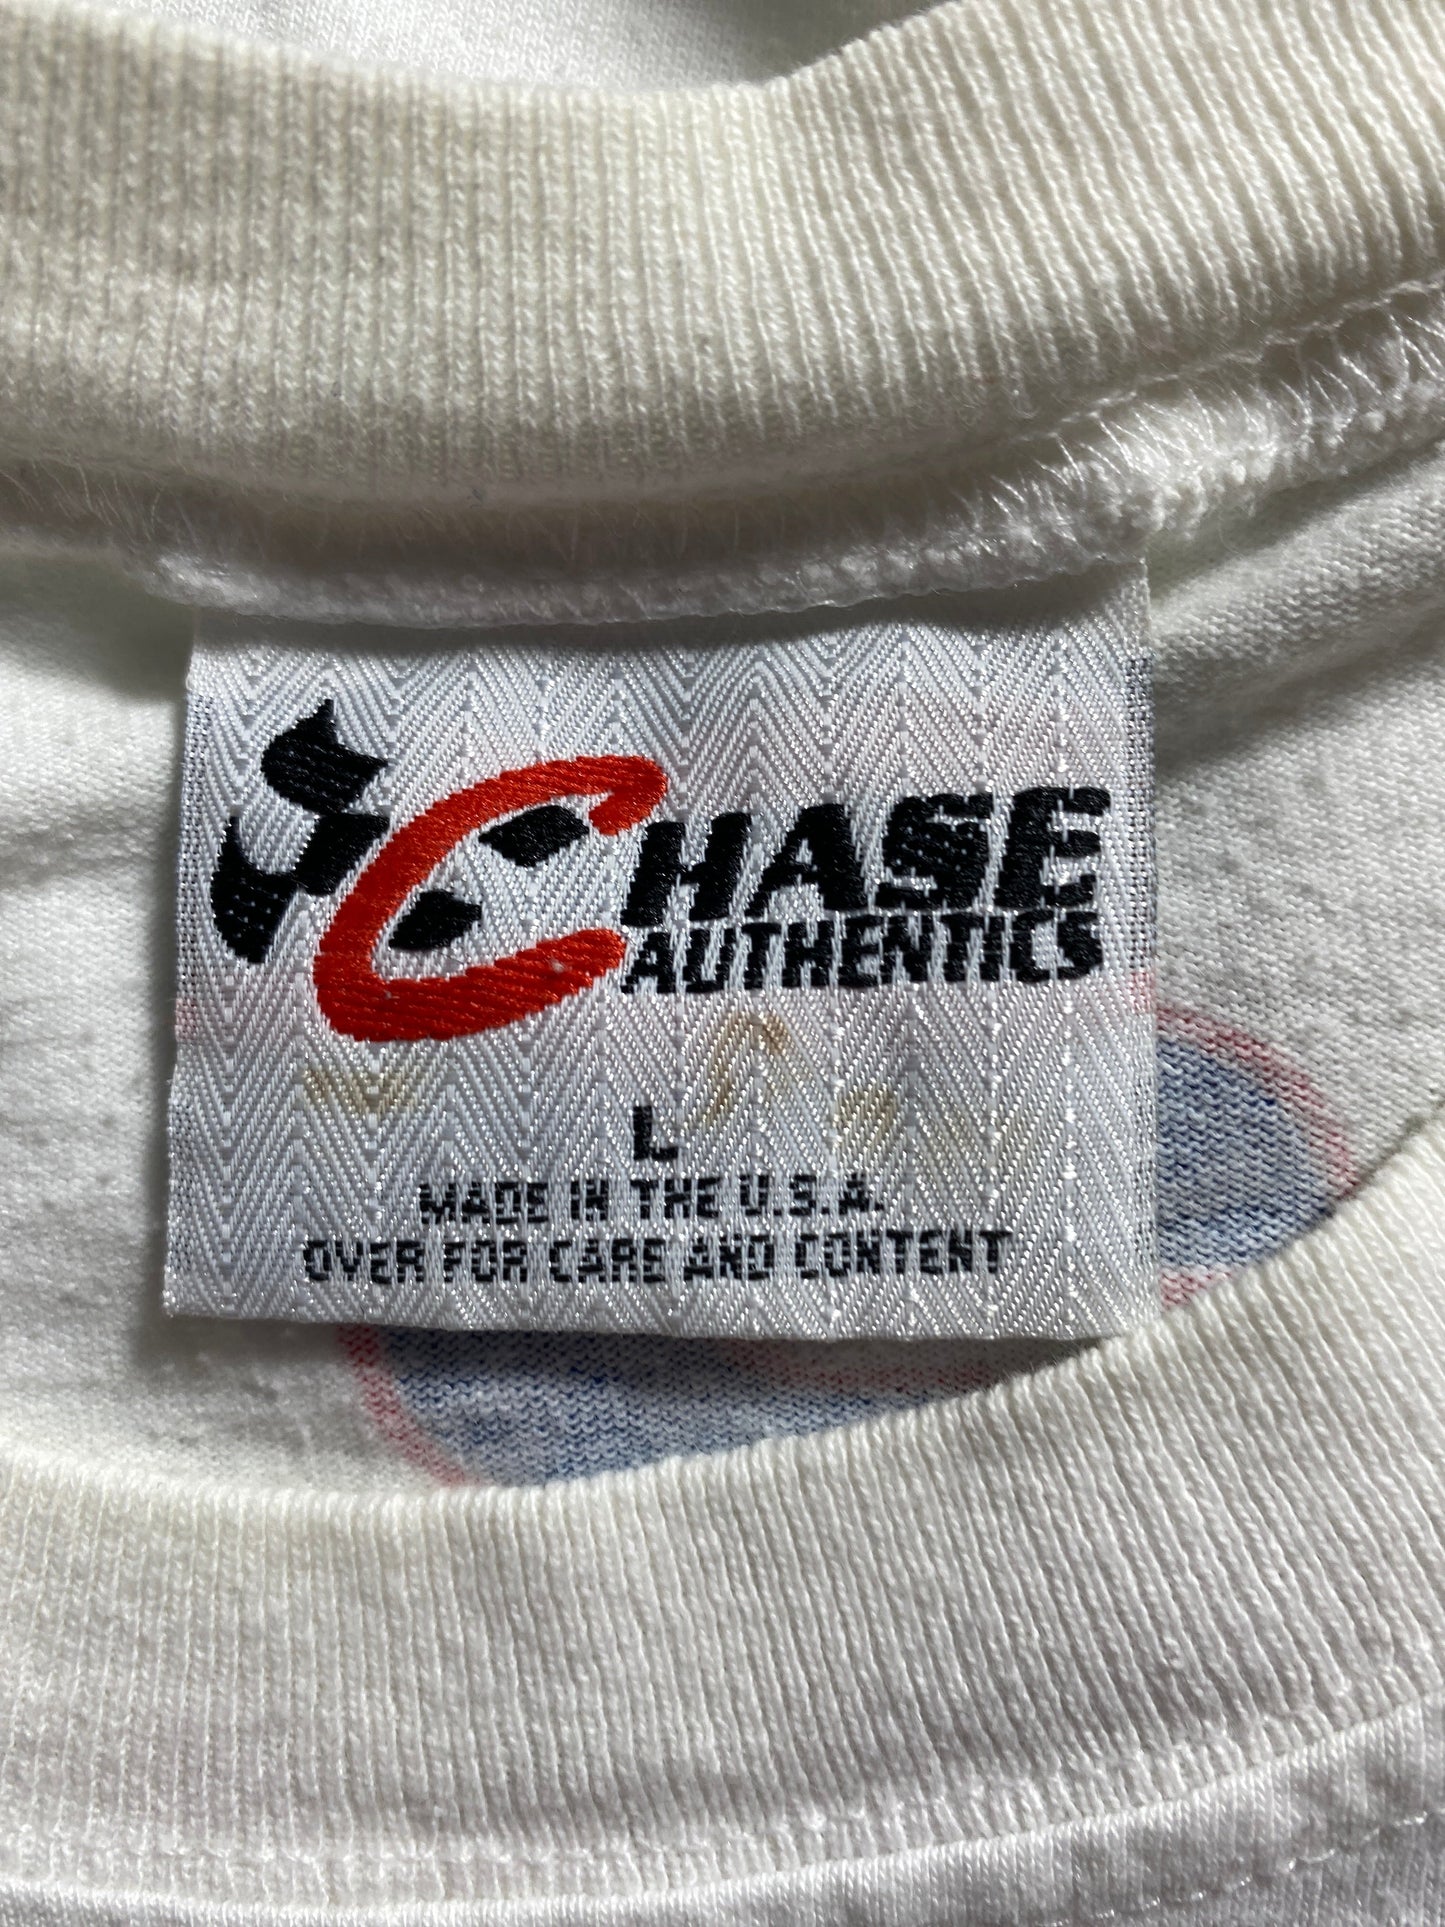 CHASE
AUTHENTICS
L
MADE IN THE U.S.A.
OVER FOR CARE AND CONTENT